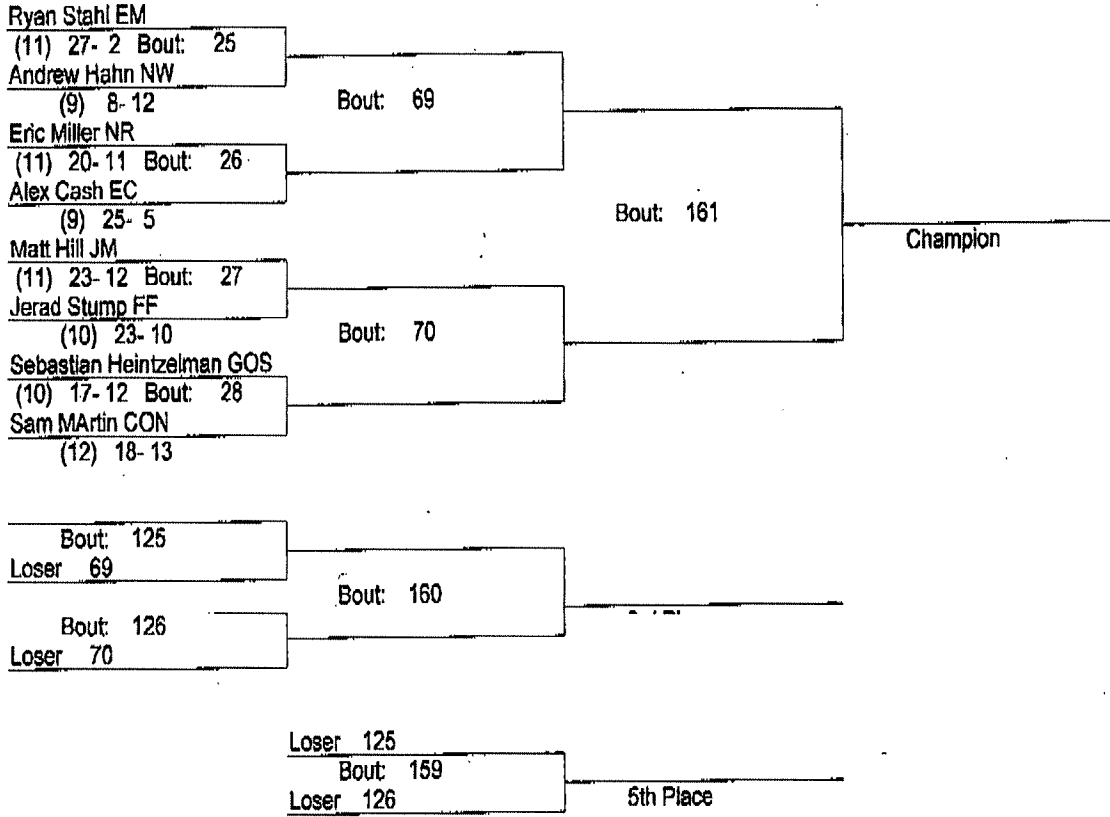 Ryan Stahl EM
(11) 27- 2 Bout: 25
Andrew Hahn NW
(9) 8- 12
Bout: 69
Eric Miller NR
(11) 20- 11 Bout: 26
Alex Cash EC
(9) 25- 5
Bout: 161
Champion
Matt Hill JM
(11) 23- 12 Bout: 27
Jerad Stump FF
(10) 23- 10
Bout: 70
Sebastian Heintzelman GOS
(10) 17- 12 Bout: 28
Sam MArtin CON
(12) 18- 13
Bout: 125
Loser 69
Bout: 160
Bout: 126
Loser 70
Loser 125
Bout: 159
Loser 126
5th Place